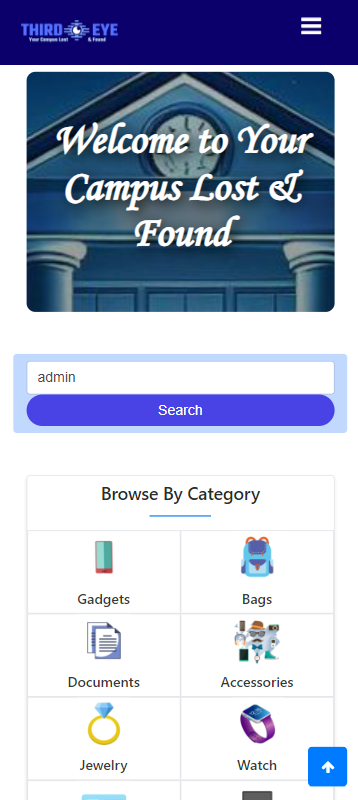 THIRD EYE
Your Campus Lost & Found
Welcome to Your
Campus Lost &
Found
admin
Search
Browse By Category
Gadgets
Bags
Documents
Accessories
Jewelry
Watch